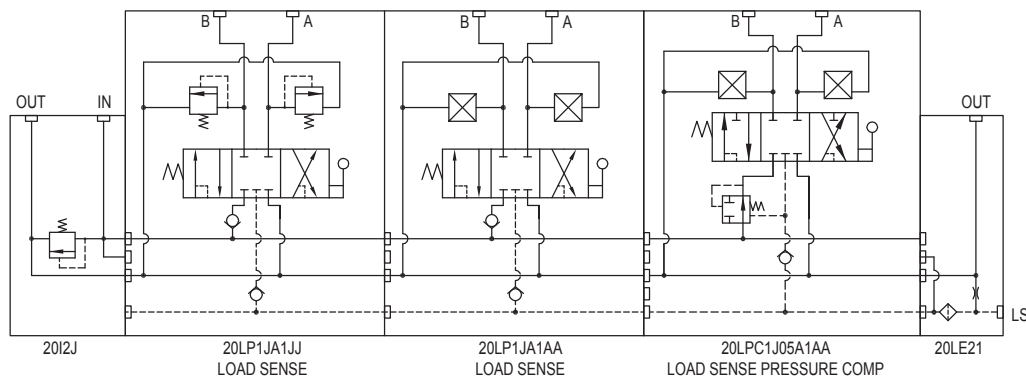 B A
B A
B A
OUT IN
OUT
LS
20I2J
20LP1JA1JJ
LOAD SENSE
20LP1JA1AA
LOAD SENSE
20LPC1J05A1AA
LOAD SENSE PRESSURE COMP
20LE21